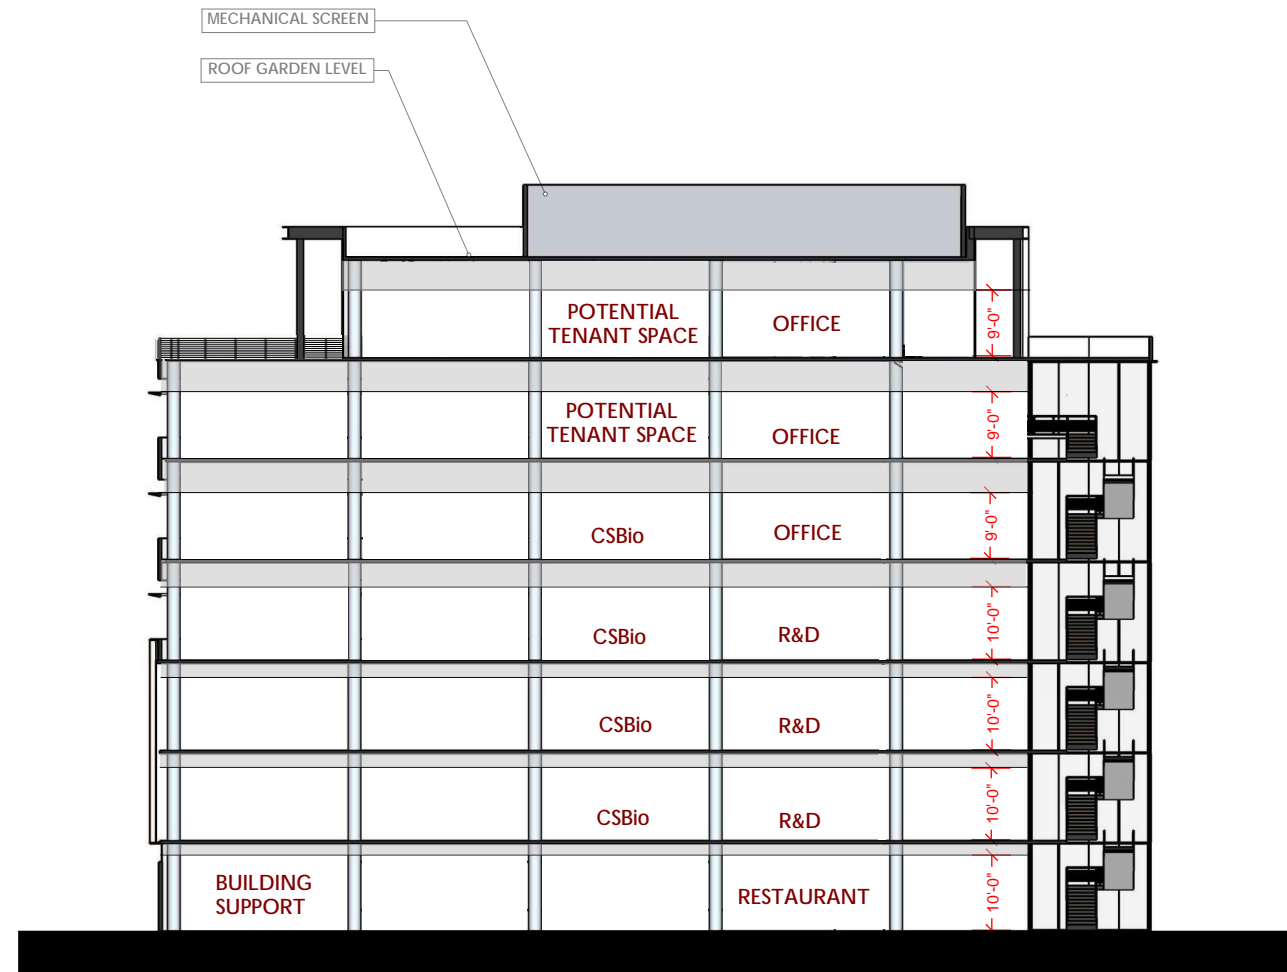 MECHANICAL SCREEN
ROOF GARDEN LEVEL
POTENTIAL
TENANT SPACE
OFFICE
9'-0"
POTENTIAL
TENANT SPACE
OFFICE
9'-0"
CSBio
OFFICE
9'-0"
CSBio
R&D
10'-0"
CSBio
R&D
10'-0"
CSBio
R&D
10'-0"
BUILDING
SUPPORT
RESTAURANT
10'-0"